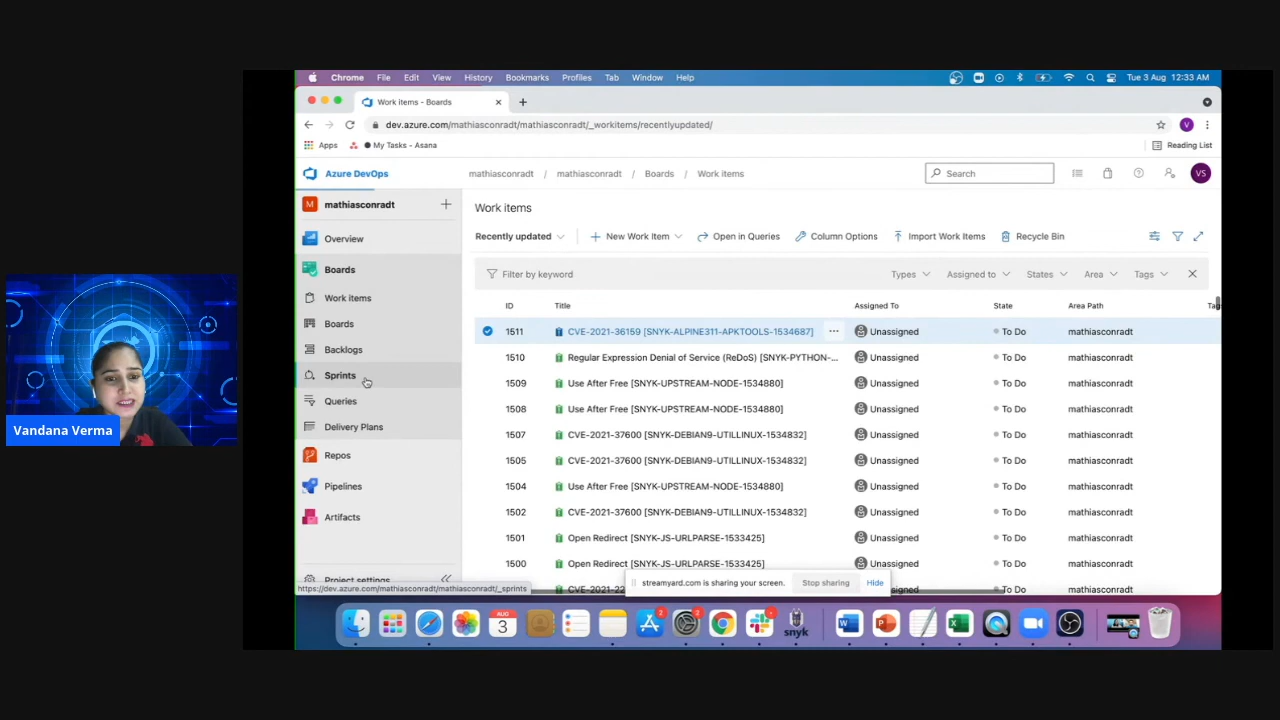 Chrome File Edit View History Bookmarks Profiles Tab Window Help Tue 3 Aug 12:33 AM
Work items - Boards
dev.azure.com/mathiasconradt/mathiasconradt/_workitems/recentlyupdated/ V
Apps My Tasks - Asana Reading List
Azure DevOps mathiasconradt / mathiasconradt / Boards / Work items Search VS
M mathiasconradt
Overview
Boards
Work items
Boards
Backlogs
Sprints
Queries
Delivery Plans
Repos
Pipelines
Artifacts
Project settings
https://dev.azure.com/mathiasconradt/mathiasconradt/_sprints
Work items
Recently updated New Work Item Open in Queries Column Options Import Work Items Recycle Bin
Filter by keyword Types Assigned to States Area Tags
ID Title Assigned To State Area Path
1511 CVE-2021-36159 [SNYK-ALPINE311-APKTOOLS-1534687] ... Unassigned To Do mathiasconradt
1510 Regular Expression Denial of Service (ReDoS) [SNYK-PYTHON-... Unassigned To Do mathiasconradt
1509 Use After Free [SNYK-UPSTREAM-NODE-1534880] Unassigned To Do mathiasconradt
1508 Use After Free [SNYK-UPSTREAM-NODE-1534880] Unassigned To Do mathiasconradt
1507 CVE-2021-37600 [SNYK-DEBIAN9-UTILLINUX-1534832] Unassigned To Do mathiasconradt
1505 CVE-2021-37600 [SNYK-DEBIAN9-UTILLINUX-1534832] Unassigned To Do mathiasconradt
1504 Use After Free [SNYK-UPSTREAM-NODE-1534880] Unassigned To Do mathiasconradt
1502 CVE-2021-37600 [SNYK-DEBIAN9-UTILLINUX-1534832] Unassigned To Do mathiasconradt
1501 Open Redirect [SNYK-JS-URLPARSE-1533425] Unassigned To Do mathiasconradt
1500 Open Redirect [SNYK-JS-URLPARSE-1533425] Unassigned To Do mathiasconradt
streamyard.com is sharing your screen. Stop sharing Hide
Vandana Verma
AUG
3
2
2
snyk